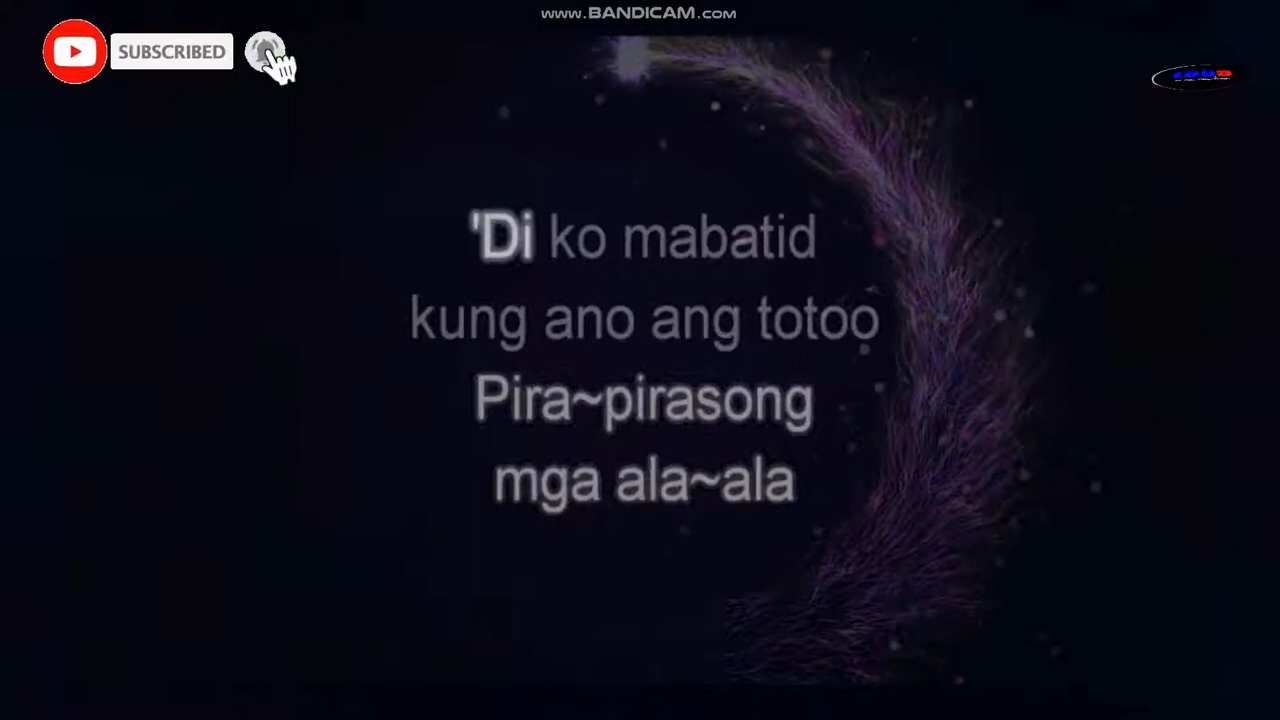 www.BANDICAM.com
SUBSCRIBED
'Di ko mabatid
kung ano ang totoo
Pira~pirasong
mga ala~ala